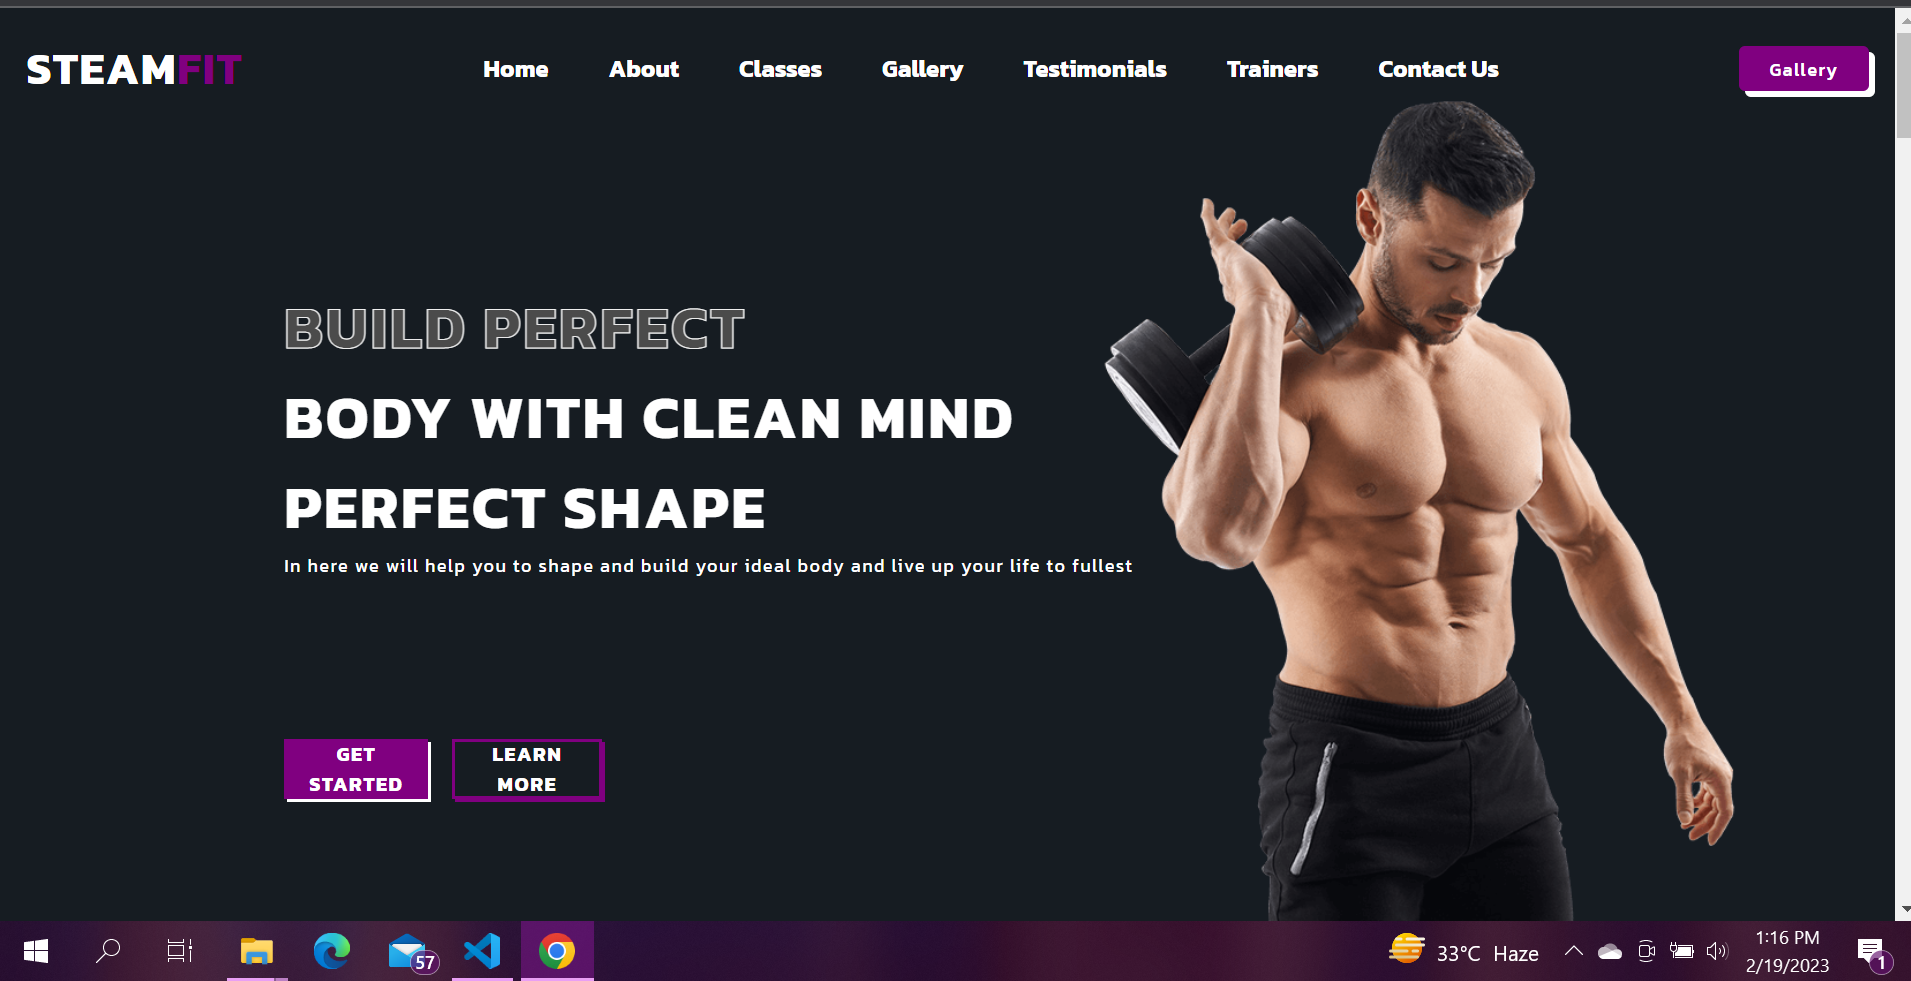 STEAMFIT
Home About Classes Gallery Testimonials Trainers Contact Us
Gallery
BUILD PERFECT
BODY WITH CLEAN MIND
PERFECT SHAPE
In here we will help you to shape and build your ideal body and live up your life to fullest
GET
STARTED
LEARN
MORE
57
33°C Haze
1:16 PM
2/19/2023
1